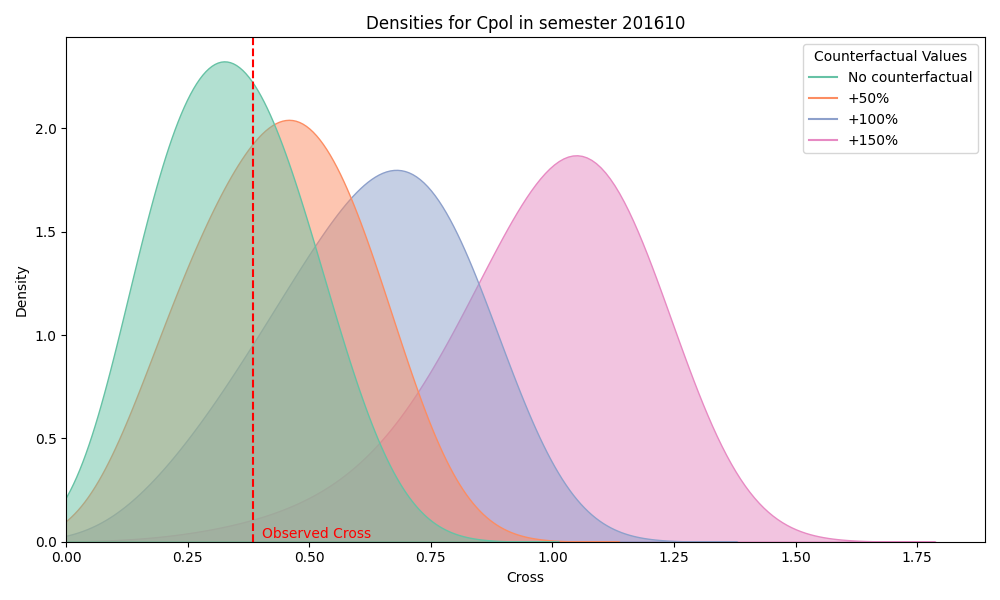 Densities for Cpol in semester 201610
Counterfactual Values
No counterfactual
+50%
+100%
+150%
Density
2.0
1.5
1.0
0.5
0.0
Observed Cross
0.00 0.25 0.50 0.75 1.00 1.25 1.50 1.75
Cross